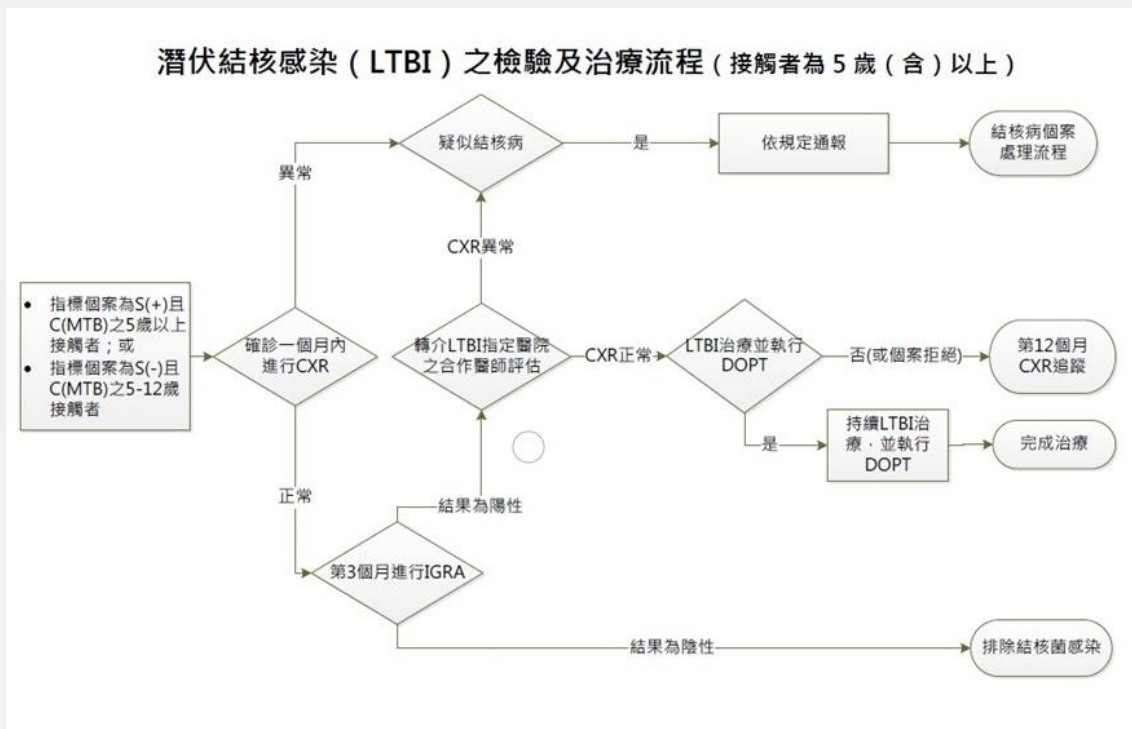 潛伏結核感染（LTBI）之檢驗及治療流程（接觸者為 5 歲（含）以上）
疑似結核病
是
依規定通報
結核病個案
處理流程
異常
CXR異常
• 指標個案為S(+)且
C(MTB)之5歲以上
接觸者；或
• 指標個案為S(-)且
C(MTB)之5-12歲
接觸者
確診一個月內
進行CXR
轉介LTBI指定醫院
之合作醫師評估
CXR正常
LTBI治療並執行
DOPT
否(或個案拒絕)
第12個月
CXR追蹤
是
持續LTBI治
療，並執行
DOPT
完成治療
正常
結果為陽性
第3個月進行IGRA
結果為陰性
排除結核菌感染